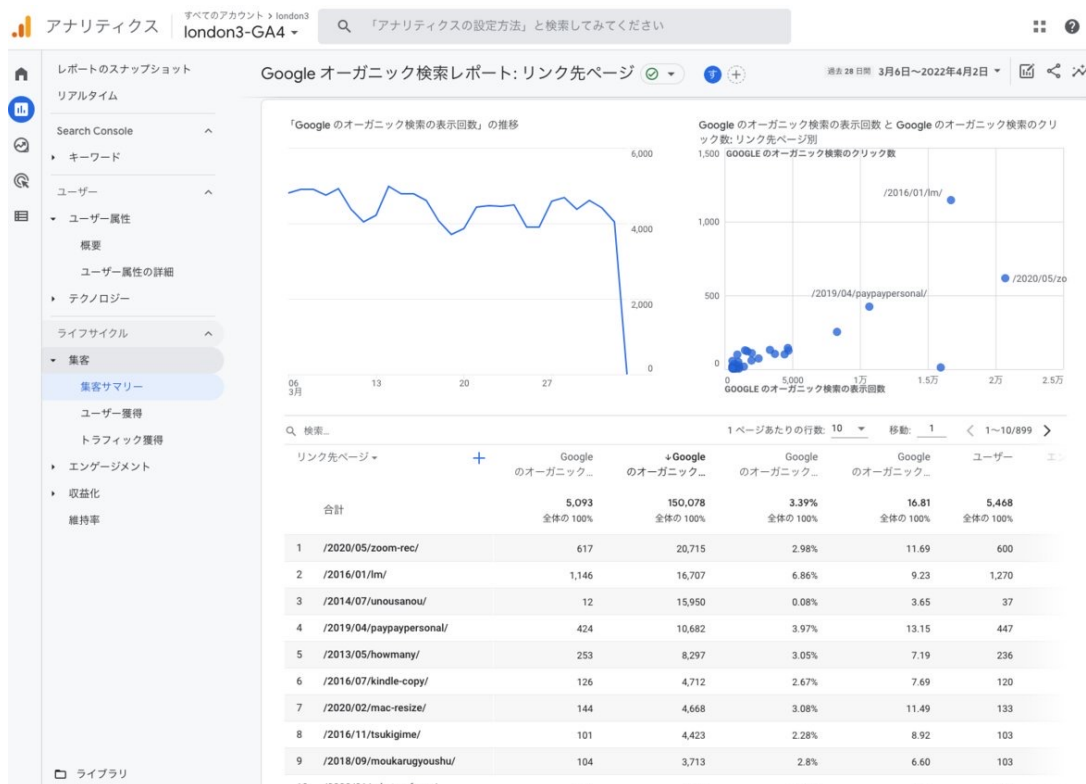 アナリティクス
すべてのアカウント > london3
london3-GA4
「アナリティクスの設定方法」と検索してみてください
レポートのスナップショット
リアルタイム
Search Console
キーワード
ユーザー
ユーザー属性
概要
ユーザー属性の詳細
テクノロジー
ライフサイクル
集客
集客サマリー
ユーザー獲得
トラフィック獲得
エンゲージメント
収益化
維持率
ライブラリ
Google オーガニック検索レポート: リンク先ページ
す
過去 28 日間 3月6日～2022年4月2日
「Google のオーガニック検索の表示回数」の推移
6,000
4,000
2,000
0
06
3月
13
20
27
Google のオーガニック検索の表示回数 と Google のオーガニック検索のクリ
ック数: リンク先ページ別
1,500 GOOGLE のオーガニック検索のクリック数
/2016/01/lm/
1,000
/2020/05/zo
/2019/04/paypaypersonal/
500
0
0 5,000 1万 1.5万 2万 2.5万
GOOGLE のオーガニック検索の表示回数
検索...
1 ページあたりの行数: 10 移動: 1 1～10/899
リンク先ページ + Google のオーガニック... ↓Google のオーガニック... Google のオーガニック... Google のオーガニック... ユーザー
合計 5,093 150,078 3.39% 16.81 5,468
全体の 100% 全体の 100% 全体の 100% 全体の 100% 全体の 100%
1 /2020/05/zoom-rec/ 617 20,715 2.98% 11.69 600
2 /2016/01/lm/ 1,146 16,707 6.86% 9.23 1,270
3 /2014/07/unousanou/ 12 15,950 0.08% 3.65 37
4 /2019/04/paypaypersonal/ 424 10,682 3.97% 13.15 447
5 /2013/05/howmany/ 253 8,297 3.05% 7.19 236
6 /2016/07/kindle-copy/ 126 4,712 2.67% 7.69 120
7 /2020/02/mac-resize/ 144 4,668 3.08% 11.49 133
8 /2016/11/tsukigime/ 101 4,423 2.28% 8.92 103
9 /2018/09/moukarugyoushu/ 104 3,713 2.8% 6.60 103